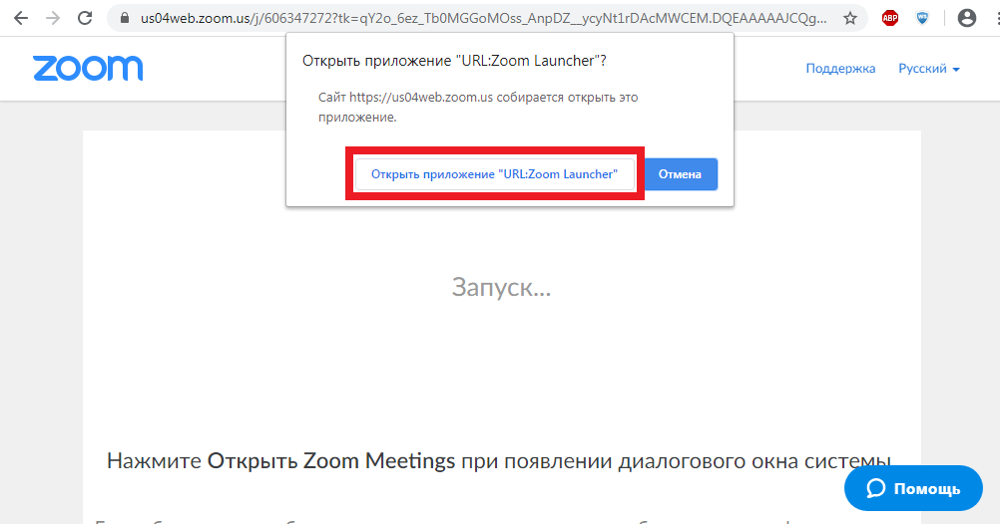 us04web.zoom.us/j/606347272?tk=qY2o_6ez_Tb0MGGoMOss_AnpDZ__ycyNt1rDAcMWCEM.DQEAAAAAJCQg...
ABP
WS
zoom
Поддержка
Русский
Открыть приложение "URL:Zoom Launcher"?
Сайт https://us04web.zoom.us собирается открыть это
приложение.
Открыть приложение "URL:Zoom Launcher"
Отмена
Запуск...
Нажмите Открыть Zoom Meetings при появлении диалогового окна системы
Помощь